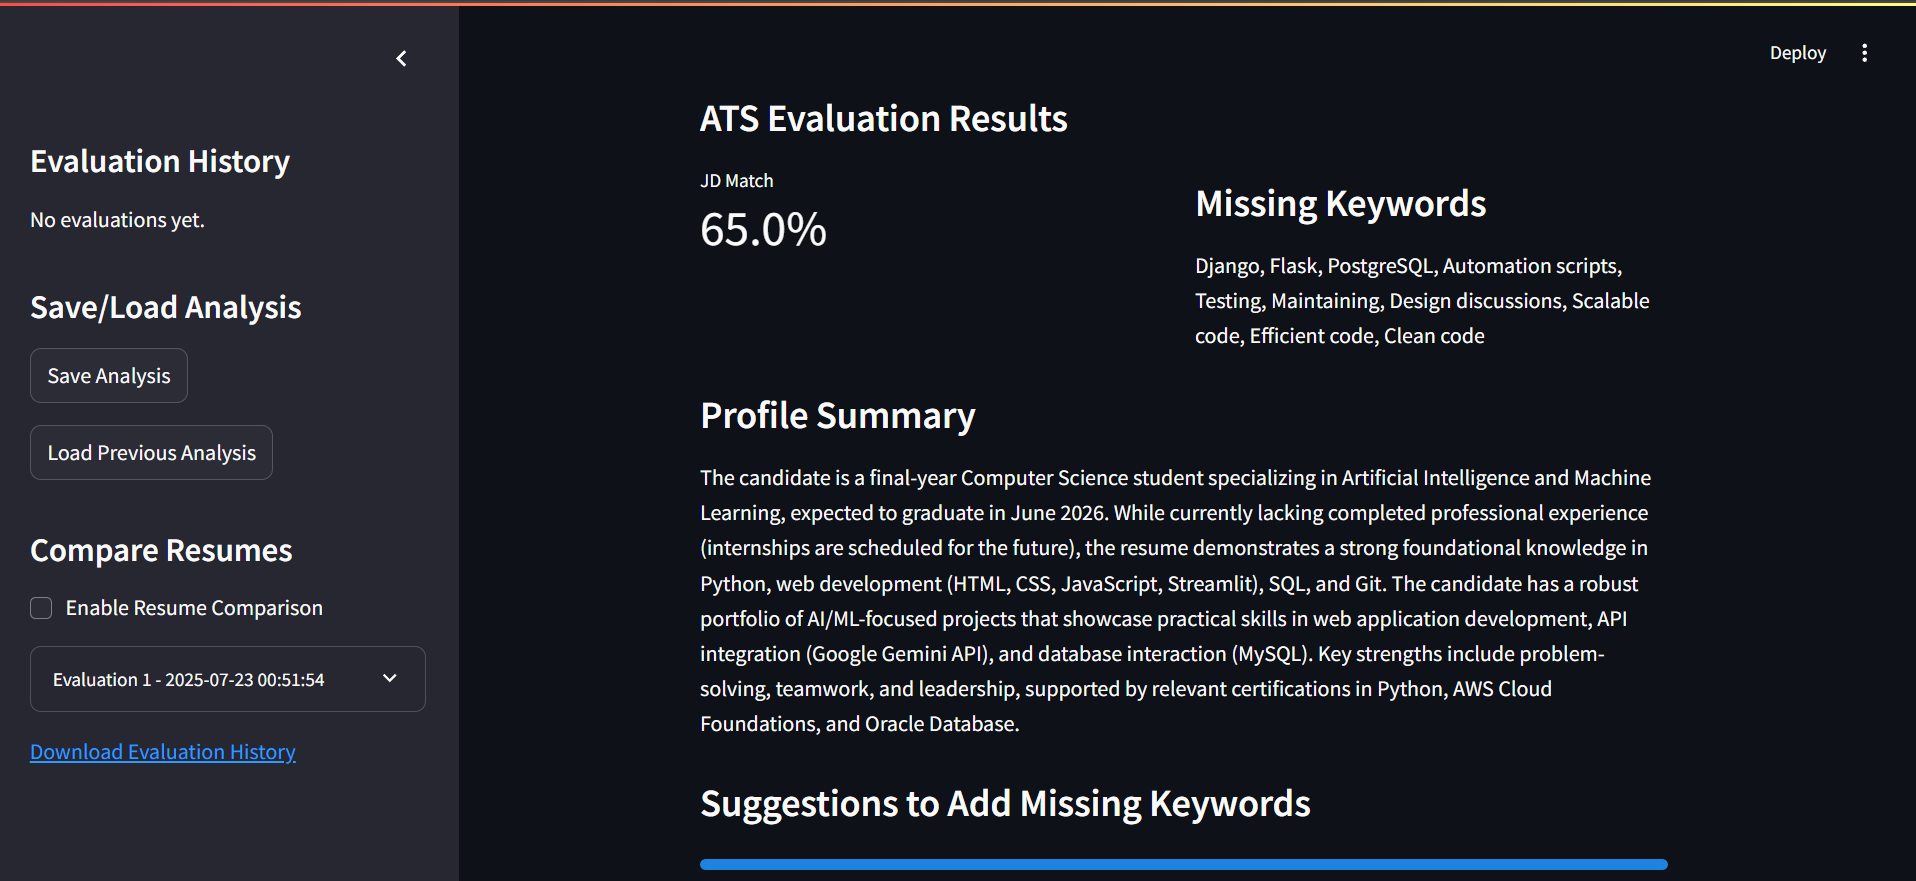 Deploy
Evaluation History
No evaluations yet.
Save/Load Analysis
Save Analysis
Load Previous Analysis
Compare Resumes
Enable Resume Comparison
Evaluation 1 - 2025-07-23 00:51:54
Download Evaluation History
ATS Evaluation Results
JD Match
65.0%
Missing Keywords
Django, Flask, PostgreSQL, Automation scripts,
Testing, Maintaining, Design discussions, Scalable
code, Efficient code, Clean code
Profile Summary
The candidate is a final-year Computer Science student specializing in Artificial Intelligence and Machine
Learning, expected to graduate in June 2026. While currently lacking completed professional experience
(internships are scheduled for the future), the resume demonstrates a strong foundational knowledge in
Python, web development (HTML, CSS, JavaScript, Streamlit), SQL, and Git. The candidate has a robust
portfolio of AI/ML-focused projects that showcase practical skills in web application development, API
integration (Google Gemini API), and database interaction (MySQL). Key strengths include problem-
solving, teamwork, and leadership, supported by relevant certifications in Python, AWS Cloud
Foundations, and Oracle Database.
Suggestions to Add Missing Keywords